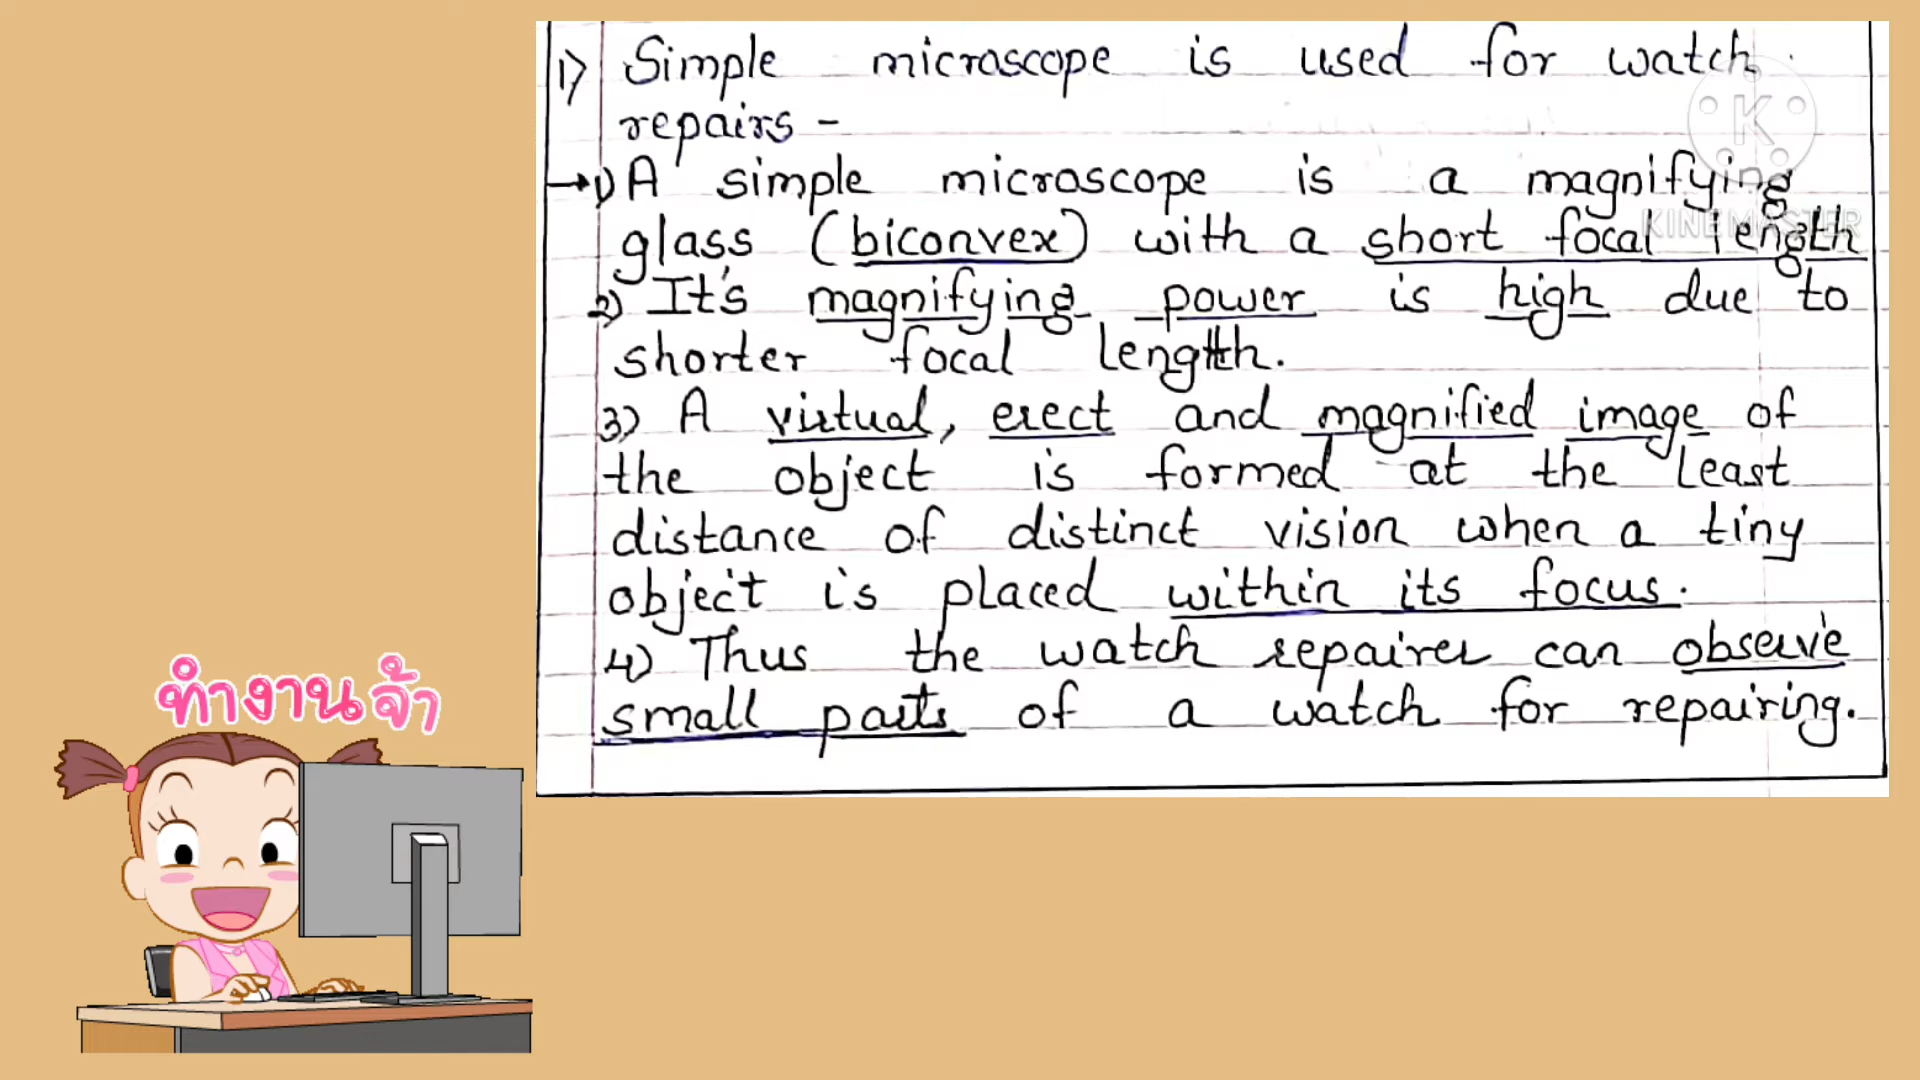 1) Simple microscope is used for watch
repairs -
→1) A simple microscope is a magnifying
glass (biconvex) with a short focal length
2) It's magnifying power is high due to
shorter focal length.
3) A virtual, erect and magnified image of
the object is formed at the least
distance of distinct vision when a tiny
object is placed within its focus.
4) Thus the watch repairer can observe
small parts of a watch for repairing.
K
KINEMASTER
ทำงานจ้า